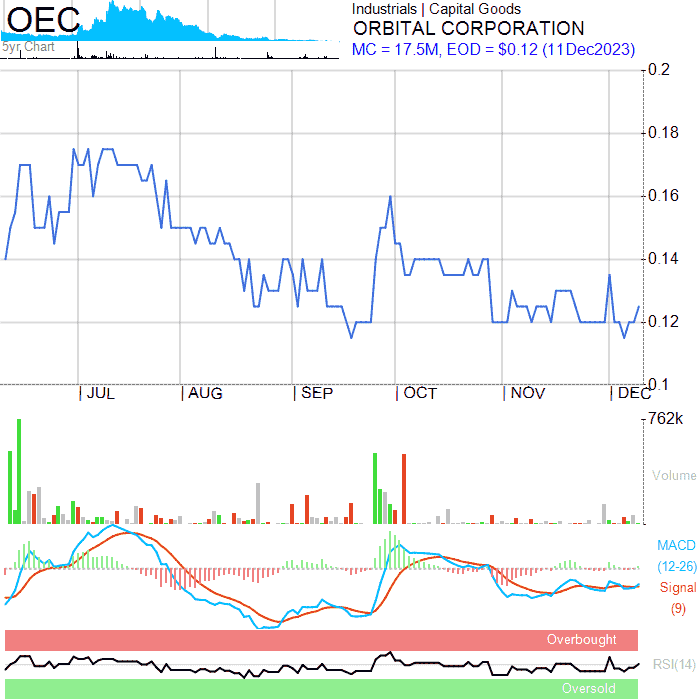 OEC
5yr. Chart
Industrials | Capital Goods
ORBITAL CORPORATION
MC = 17.5M, EOD = $0.12 (11Dec2023)
0.2
0.18
0.16
0.14
0.12
0.1
JUL AUG SEP OCT NOV DEC
762k
Volume
MACD
(12-26)
Signal
(9)
Overbought
RSI(14)
Oversold